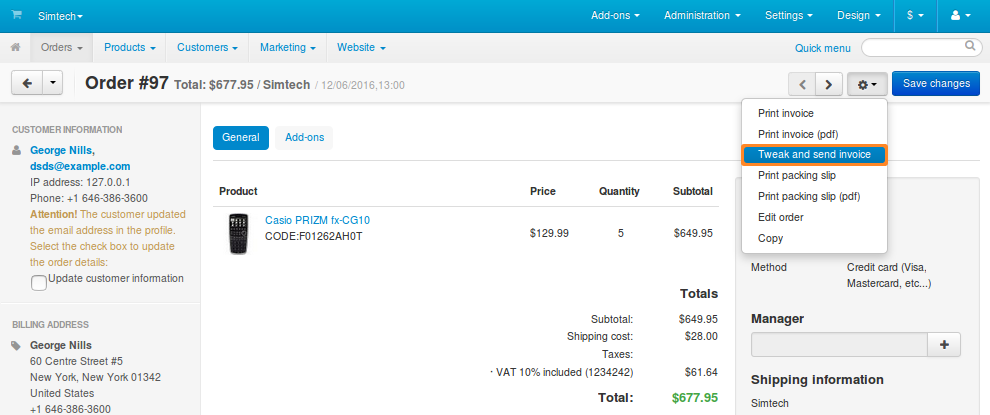 Simtech
Add-ons
Administration
Settings
Design
$
Orders
Products
Customers
Marketing
Website
Quick menu
Order #97 Total: $677.95 / Simtech / 12/06/2016,13:00
Save changes
Print invoice
Print invoice (pdf)
Tweak and send invoice
Print packing slip
Print packing slip (pdf)
Edit order
Copy
CUSTOMER INFORMATION
George Nills,
dsds@example.com
IP address: 127.0.0.1
Phone: +1 646-386-3600
Attention! The customer updated
the email address in the profile.
Select the check box to update
the order details:
Update customer information
BILLING ADDRESS
George Nills
60 Centre Street #5
New York, New York 01342
United States
+1 646-386-3600
General
Add-ons
Product Price Quantity Subtotal
Casio PRIZM fx-CG10
CODE:F01262AH0T
$129.99 5 $649.95
Totals
Subtotal: $649.95
Shipping cost: $28.00
Taxes:
· VAT 10% included (1234242) $61.64
Total: $677.95
Method Credit card (Visa,
Mastercard, etc...)
Manager
Shipping information
Simtech